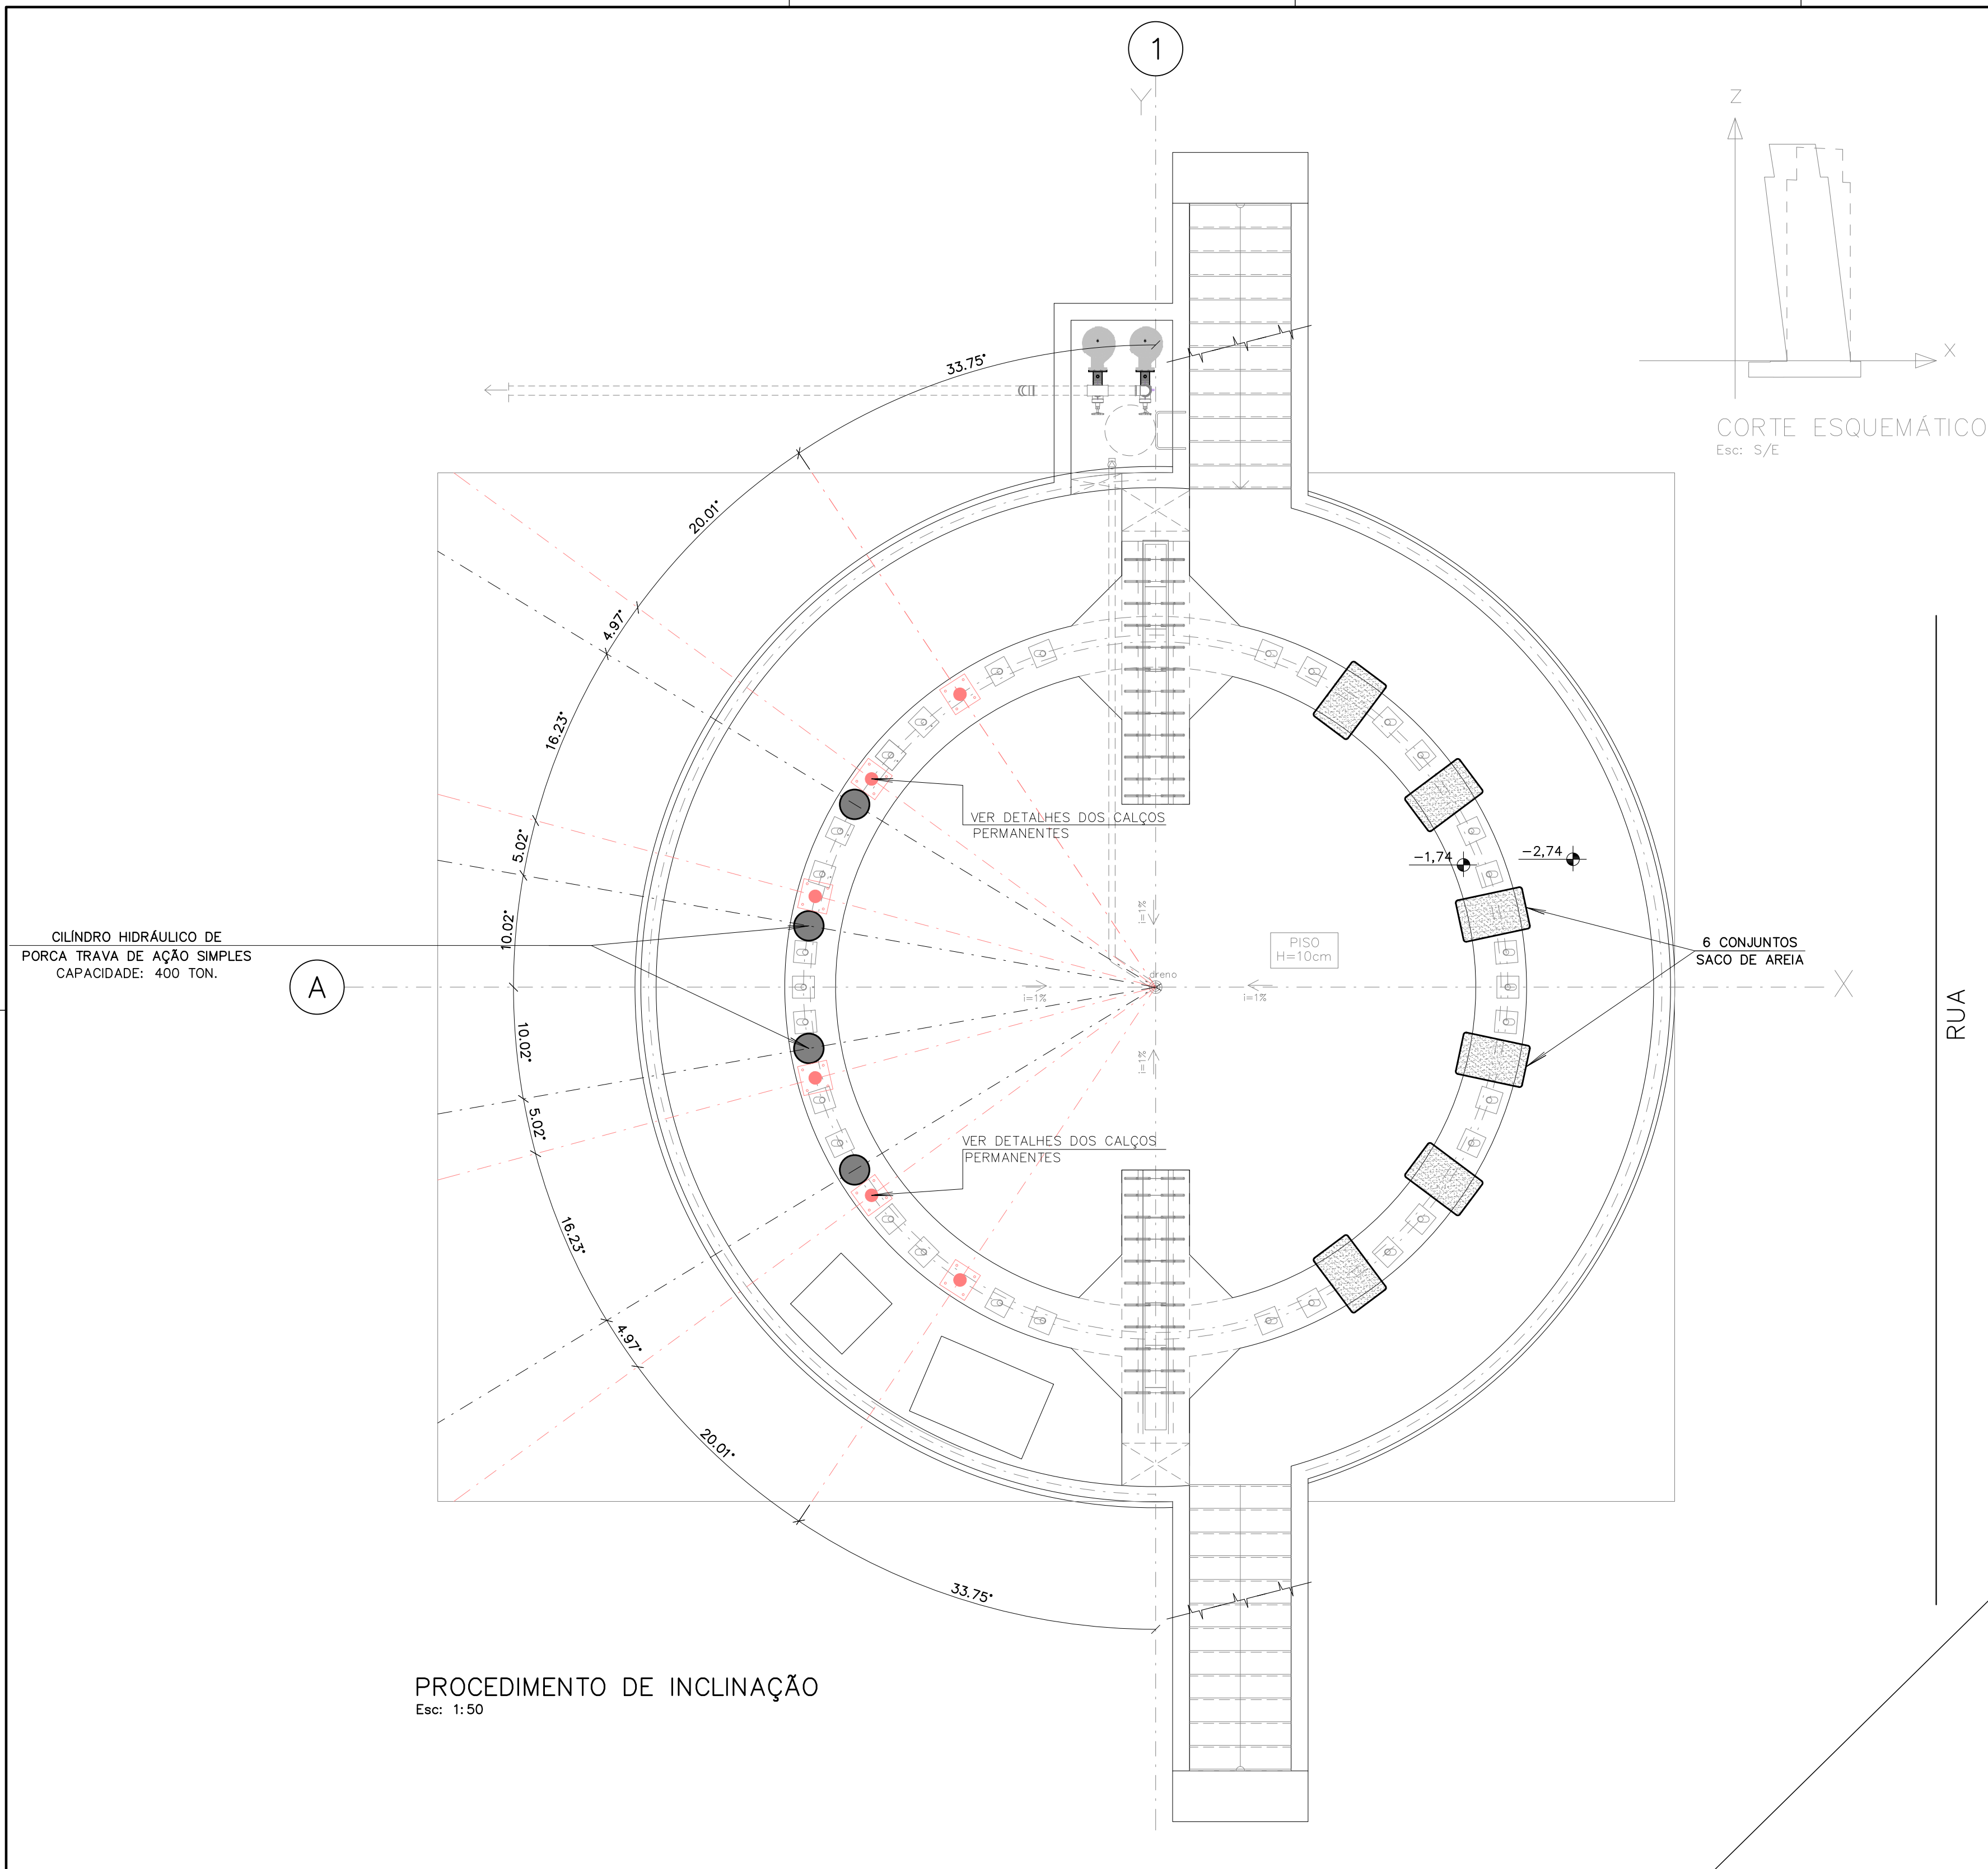 1
Y
Z
X
CORTE ESQUEMÁTICO
Esc: S/E
33.75°
20.01°
4.97°
16.23°
5.02°
10.02°
10.02°
5.02°
16.23°
4.97°
20.01°
33.75°
VER DETALHES DOS CALÇOS
PERMANENTES
-1,74
-2,74
CILÍNDRO HIDRÁULICO DE
PORCA TRAVA DE AÇÃO SIMPLES
CAPACIDADE: 400 TON.
i=1%
PISO
H=10cm
6 CONJUNTOS
SACO DE AREIA
dreno
A
i=1%
i=1%
X
RUA
i=1%
VER DETALHES DOS CALÇOS
PERMANENTES
PROCEDIMENTO DE INCLINAÇÃO
Esc: 1:50